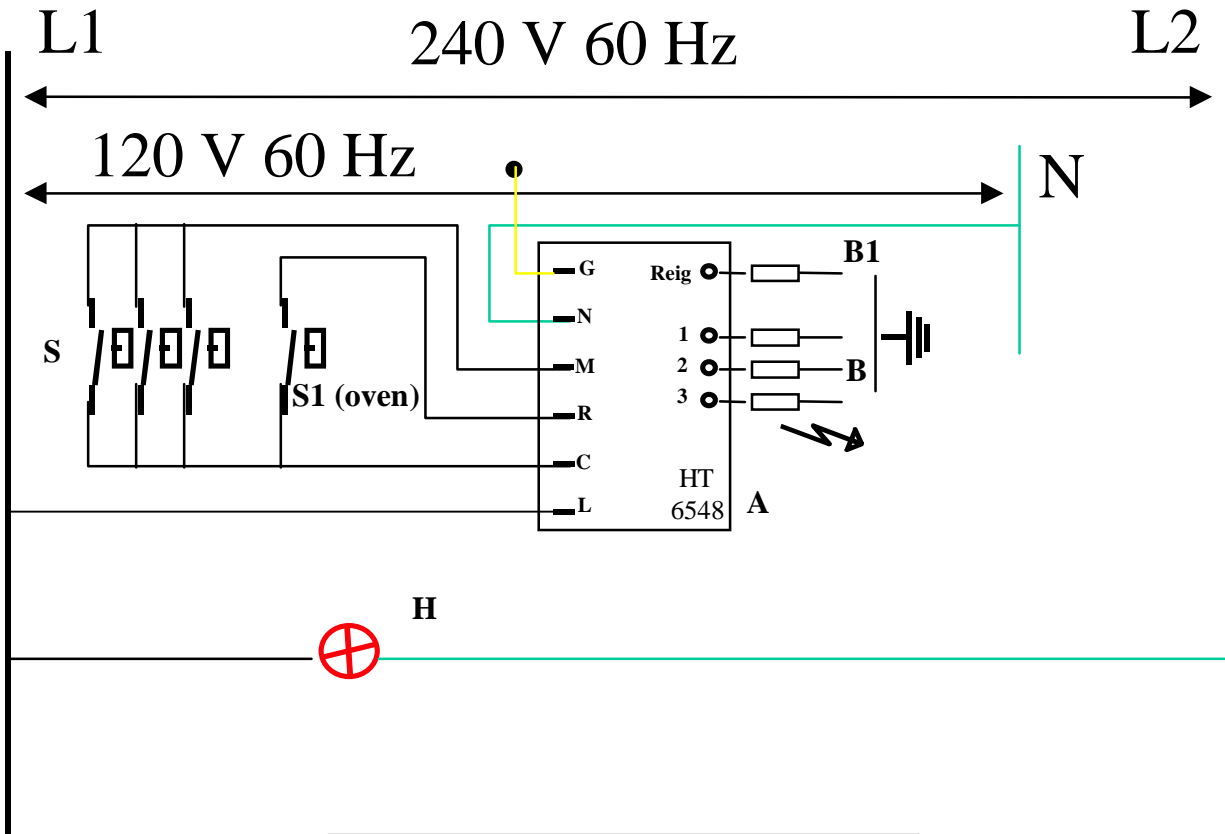 L1
240 V 60 Hz
L2
120 V 60 Hz
N
G
Reig
B1
N
1
S
M
2
B
S1 (oven)
R
3
C
HT
6548
A
L
H